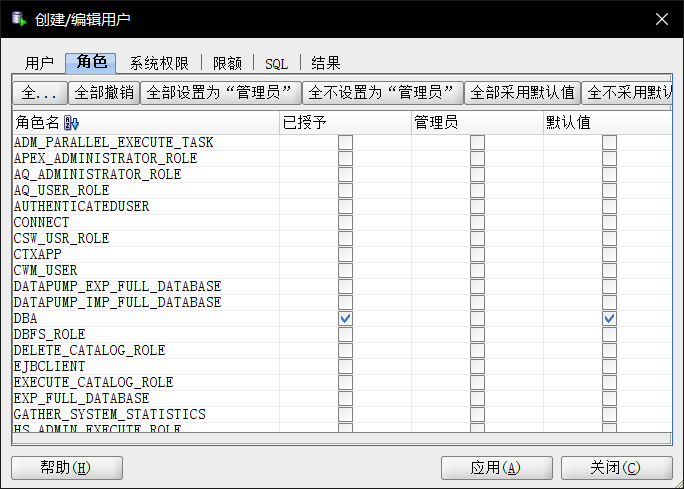 创建/编辑用户
用户 角色 系统权限 限额 SQL 结果
全... 全部撤销 全部设置为“管理员” 全不设置为“管理员” 全部采用默认值 全不采用默认
角色名 已授予 管理员 默认值
ADM_PARALLEL_EXECUTE_TASK
APEX_ADMINISTRATOR_ROLE
AQ_ADMINISTRATOR_ROLE
AQ_USER_ROLE
AUTHENTICATEDUSER
CONNECT
CSW_USR_ROLE
CTXAPP
CWM_USER
DATAPUMP_EXP_FULL_DATABASE
DATAPUMP_IMP_FULL_DATABASE
DBA
DBFS_ROLE
DELETE_CATALOG_ROLE
EJBCLIENT
EXECUTE_CATALOG_ROLE
EXP_FULL_DATABASE
GATHER_SYSTEM_STATISTICS
HS_ADMIN_EXECUTE_ROLE
帮助(H) 应用(A) 关闭(C)